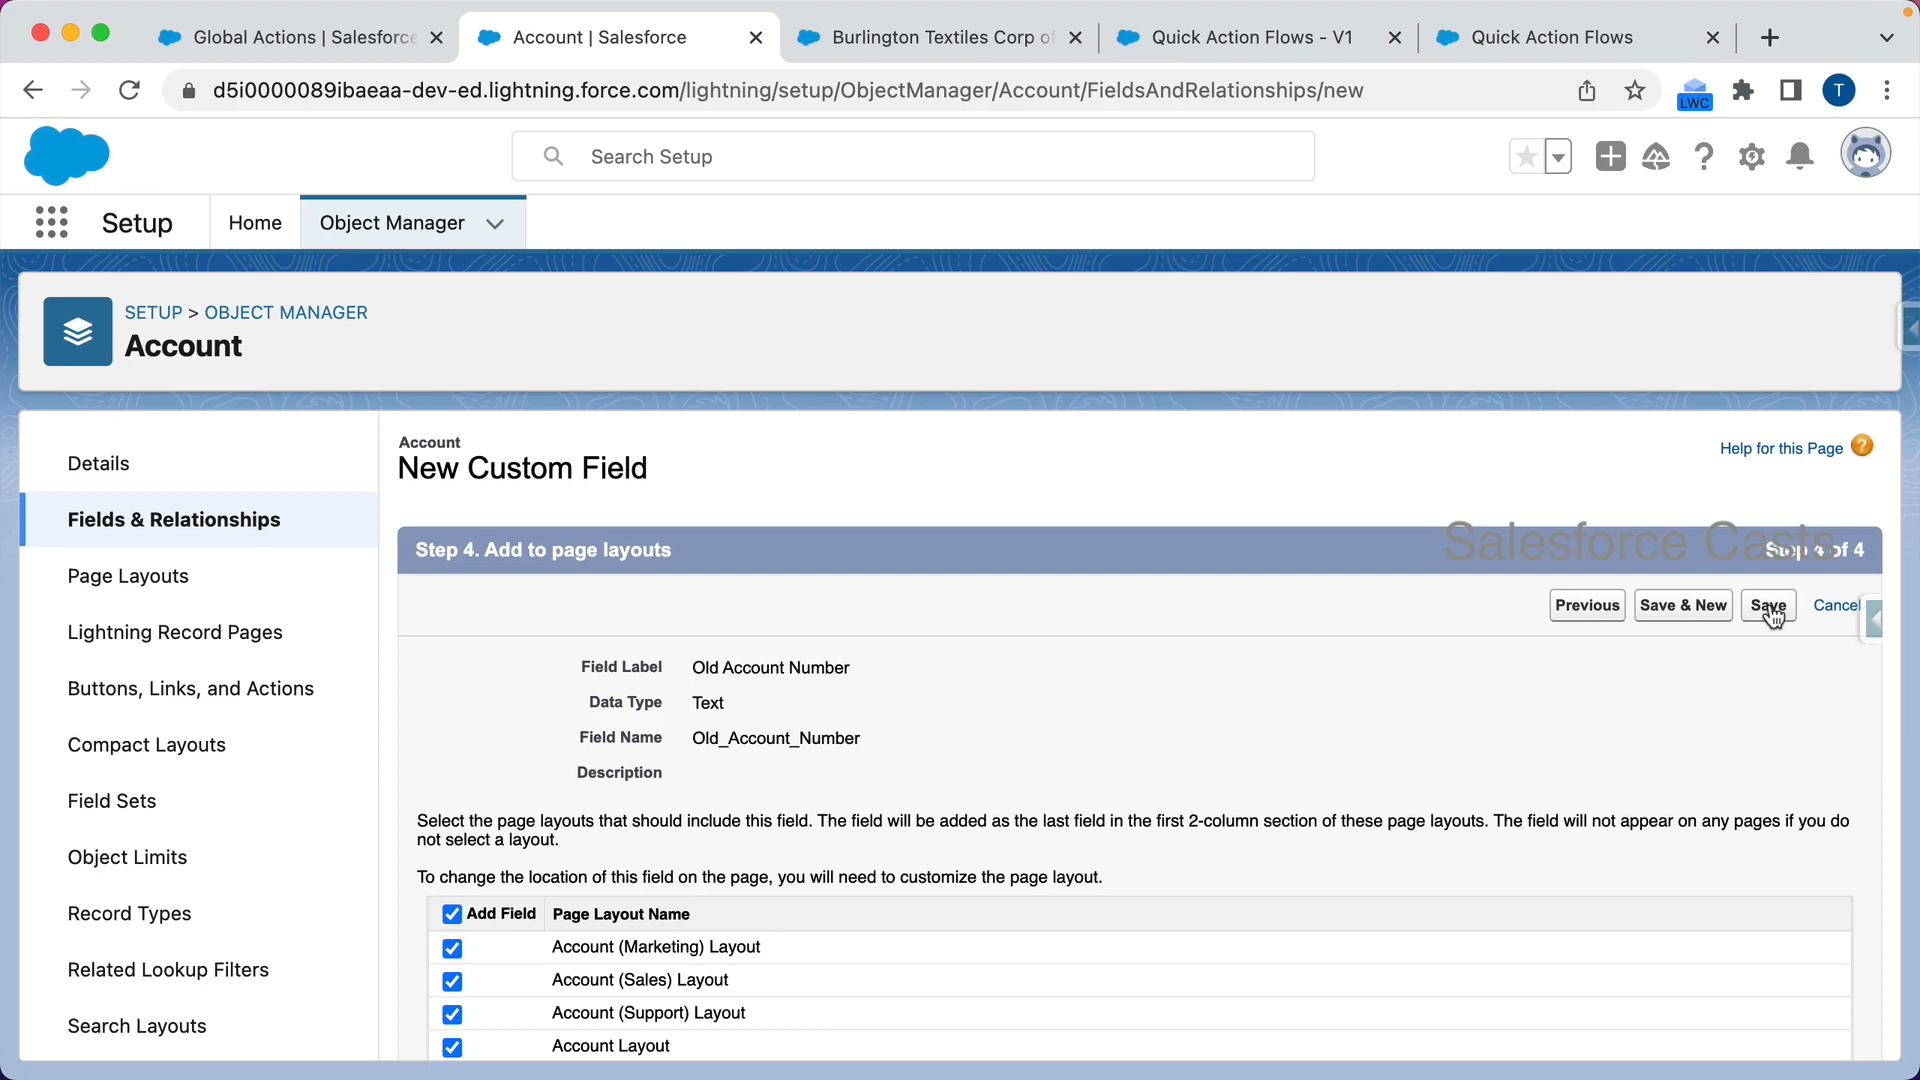 Global Actions | Salesforce
Account | Salesforce
Burlington Textiles Corp of
Quick Action Flows - V1
Quick Action Flows
d5i0000089ibaeaa-dev-ed.lightning.force.com/lightning/setup/ObjectManager/Account/FieldsAndRelationships/new
LWC
T
Search Setup
Setup
Home
Object Manager
SETUP > OBJECT MANAGER
Account
Details
Fields & Relationships
Page Layouts
Lightning Record Pages
Buttons, Links, and Actions
Compact Layouts
Field Sets
Object Limits
Record Types
Related Lookup Filters
Search Layouts
Account
New Custom Field
Help for this Page
Step 4. Add to page layouts
Step 4 of 4
Salesforce Casts
Previous
Save & New
Save
Cancel
Field Label Old Account Number
Data Type Text
Field Name Old_Account_Number
Description
Select the page layouts that should include this field. The field will be added as the last field in the first 2-column section of these page layouts. The field will not appear on any pages if you do
not select a layout.
To change the location of this field on the page, you will need to customize the page layout.
Add Field Page Layout Name
Account (Marketing) Layout
Account (Sales) Layout
Account (Support) Layout
Account Layout